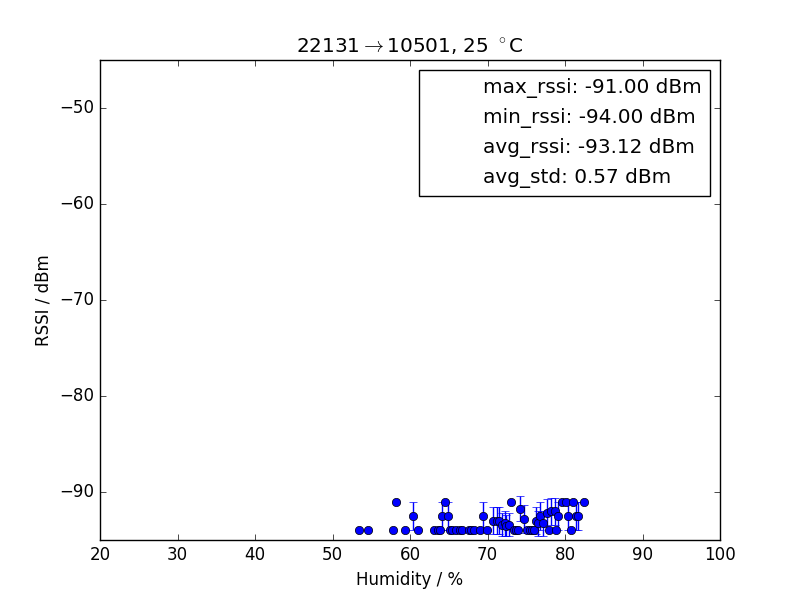 22131→10501, 25 °C
max_rssi: -91.00 dBm
min_rssi: -94.00 dBm
avg_rssi: -93.12 dBm
avg_std: 0.57 dBm
−50
−60
−70
−80
−90
RSSI / dBm
20 30 40 50 60 70 80 90 100
Humidity / %